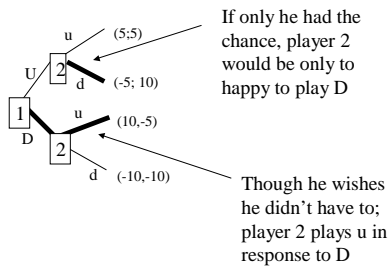 u
(5;5)
If only he had the
chance, player 2
would be only to
happy to play D
U
2
d
(-5; 10)
1
u
(10,-5)
D
2
d
(-10,-10)
Though he wishes
he didn't have to;
player 2 plays u in
response to D